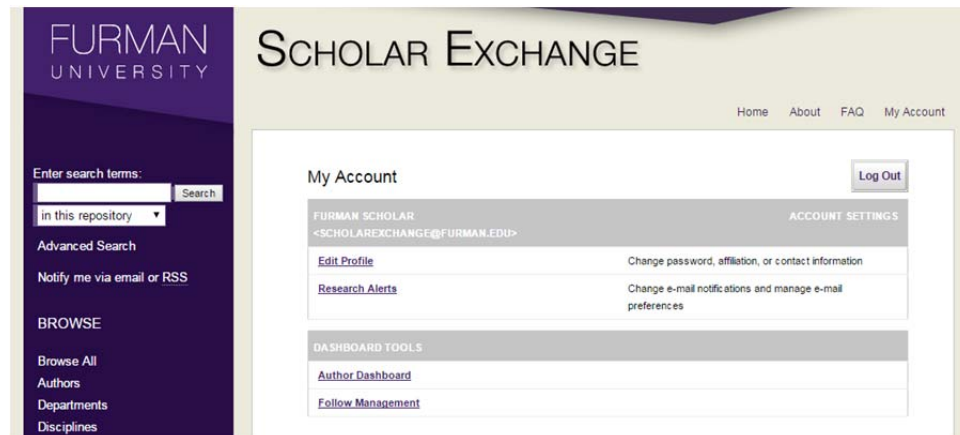 FURMAN
UNIVERSITY
SCHOLAR EXCHANGE
Home About FAQ My Account
Enter search terms:
Search
in this repository
Advanced Search
Notify me via email or RSS
BROWSE
Browse All
Authors
Departments
Disciplines
My Account
Log Out
FURMAN SCHOLAR
<SCHOLAREXCHANGE@FURMAN.EDU>
ACCOUNT SETTINGS
Edit Profile
Change password, affiliation, or contact information
Research Alerts
Change e-mail notifications and manage e-mail
preferences
DASHBOARD TOOLS
Author Dashboard
Follow Management